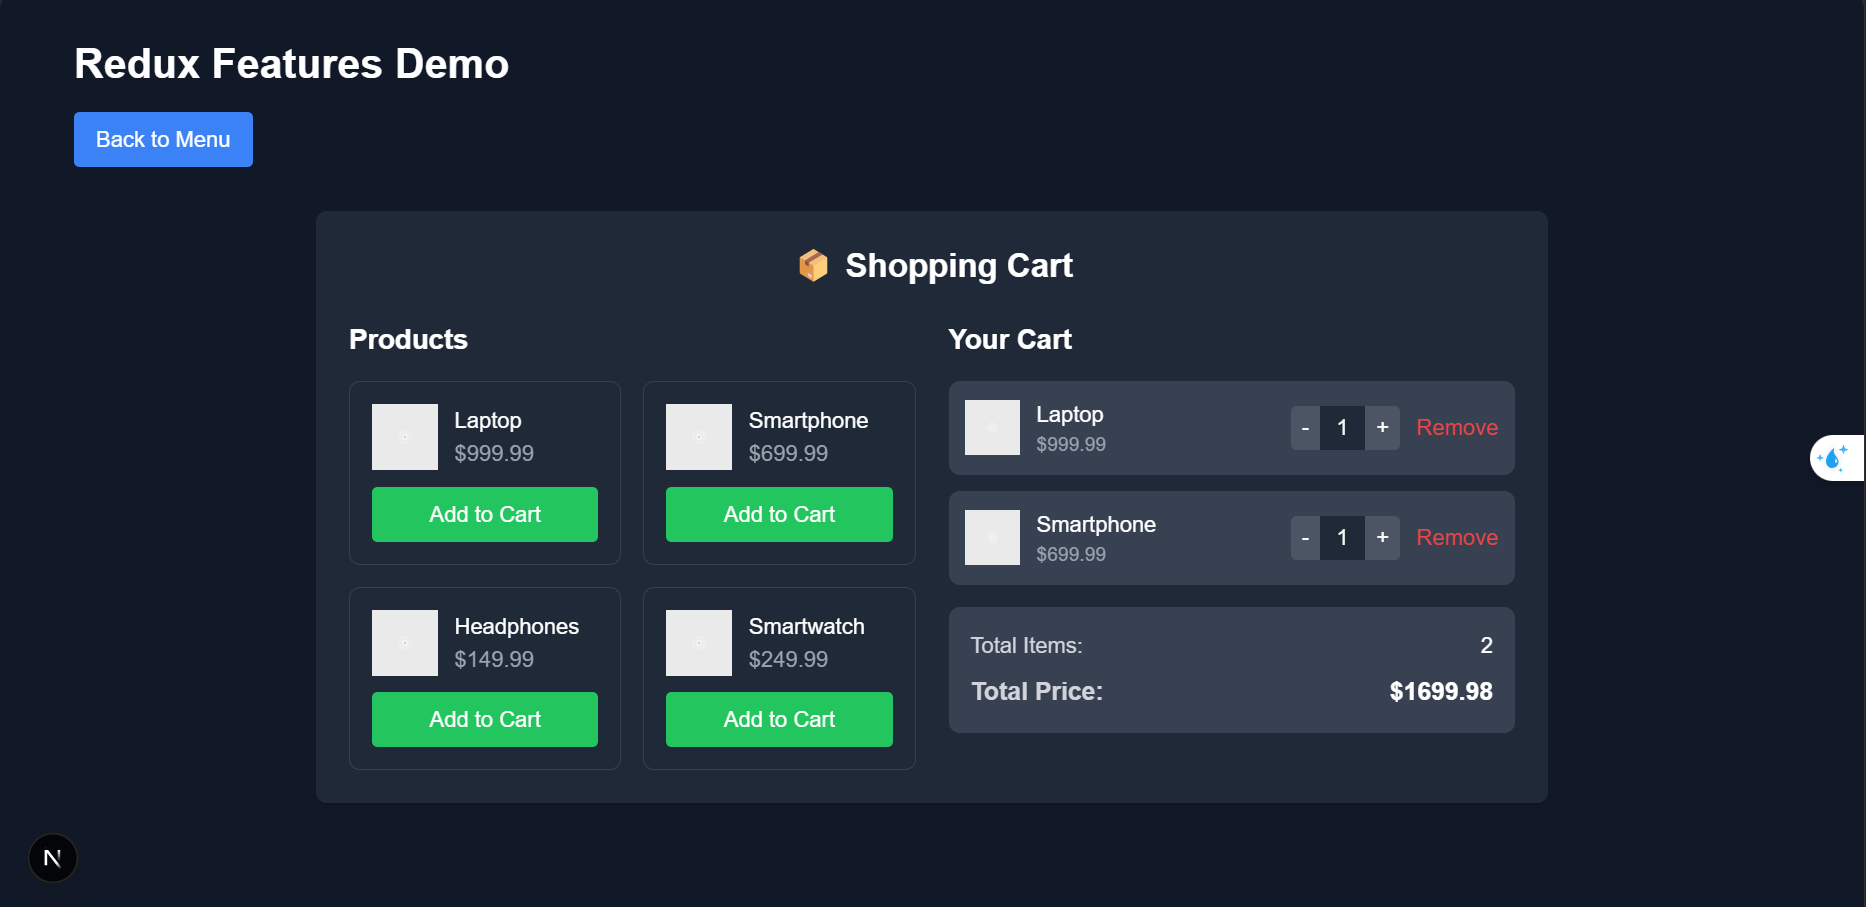 Redux Features Demo
Back to Menu
📦 Shopping Cart
Products
Laptop
$999.99
Add to Cart
Smartphone
$699.99
Add to Cart
Headphones
$149.99
Add to Cart
Smartwatch
$249.99
Add to Cart
Your Cart
Laptop
$999.99
- 1 + Remove
Smartphone
$699.99
- 1 + Remove
Total Items: 2
Total Price: $1699.98
N